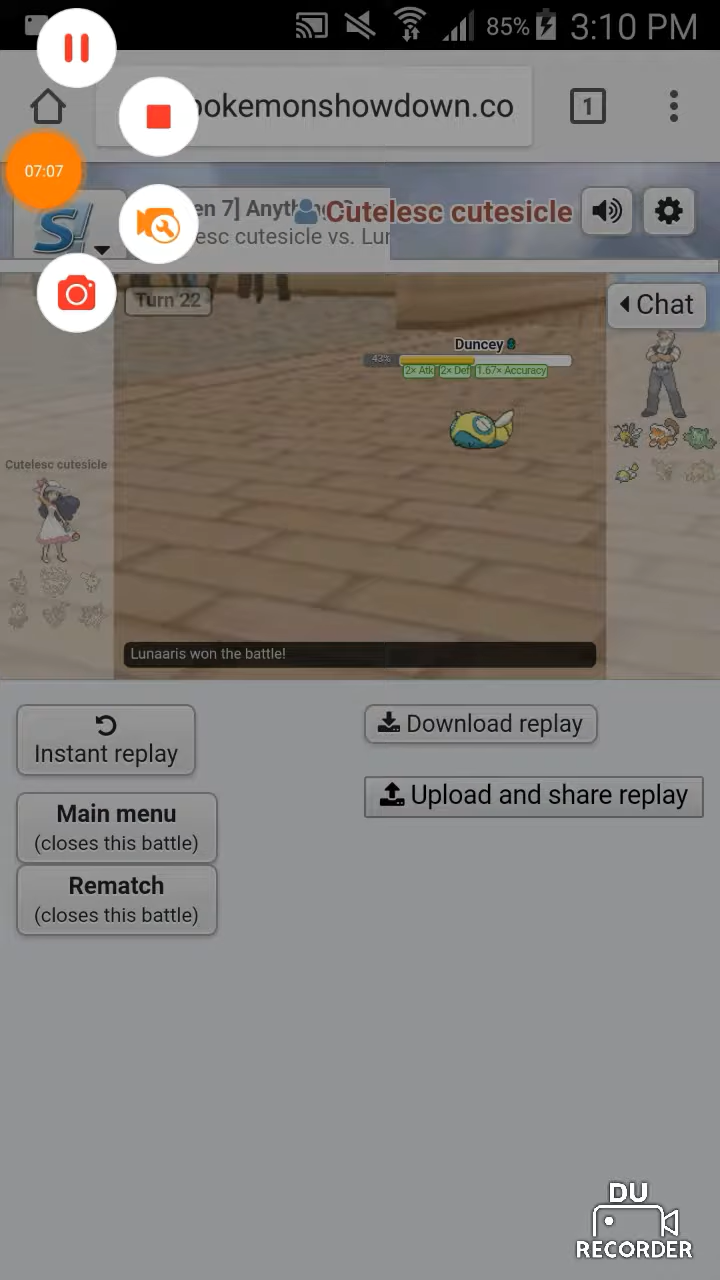 85% 3:10 PM
pokemonshowdown.co 1
07:07
en 7] Anyth
Cutelesc cutesicle
esc cutesicle vs. Lur
Turn 22
Chat
Duncey
43%
2× Atk 2× Def 1.67× Accuracy
Cutelesc cutesicle
Lunaaris won the battle!
Instant replay
Download replay
Upload and share replay
Main menu
(closes this battle)
Rematch
(closes this battle)
DU
RECORDER